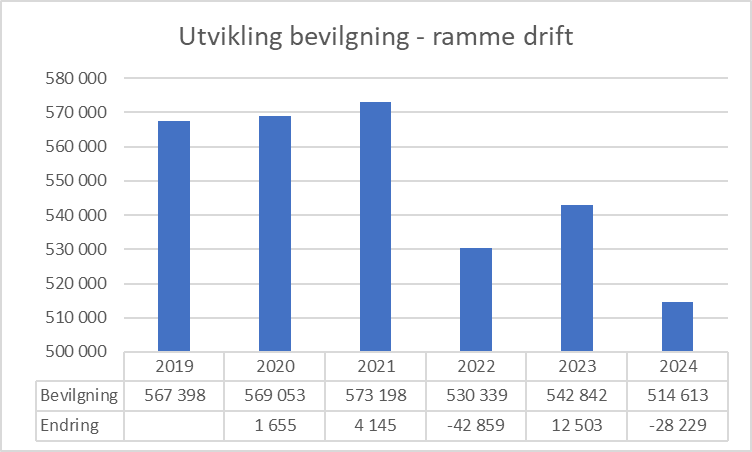 Utvikling bevilgning - ramme drift
580 000
570 000
560 000
550 000
540 000
530 000
520 000
510 000
500 000
2019 2020 2021 2022 2023 2024
Bevilgning 567 398 569 053 573 198 530 339 542 842 514 613
Endring 1 655 4 145 -42 859 12 503 -28 229